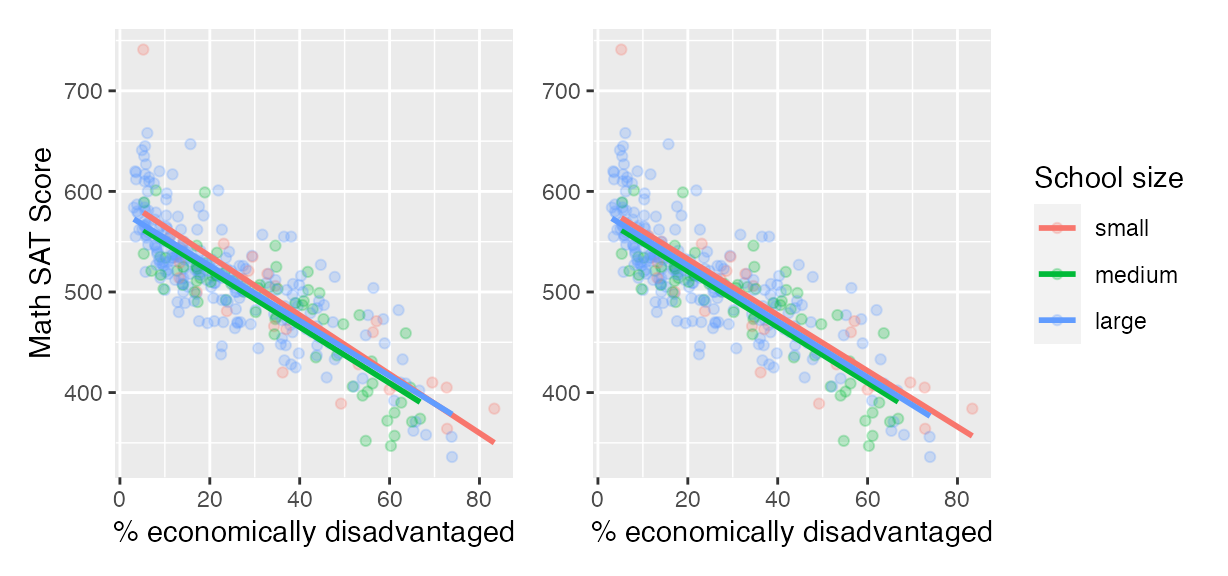 Math SAT Score
700
600
500
400
0 20 40 60 80
% economically disadvantaged
700
600
500
400
0 20 40 60 80
% economically disadvantaged
School size
small
medium
large